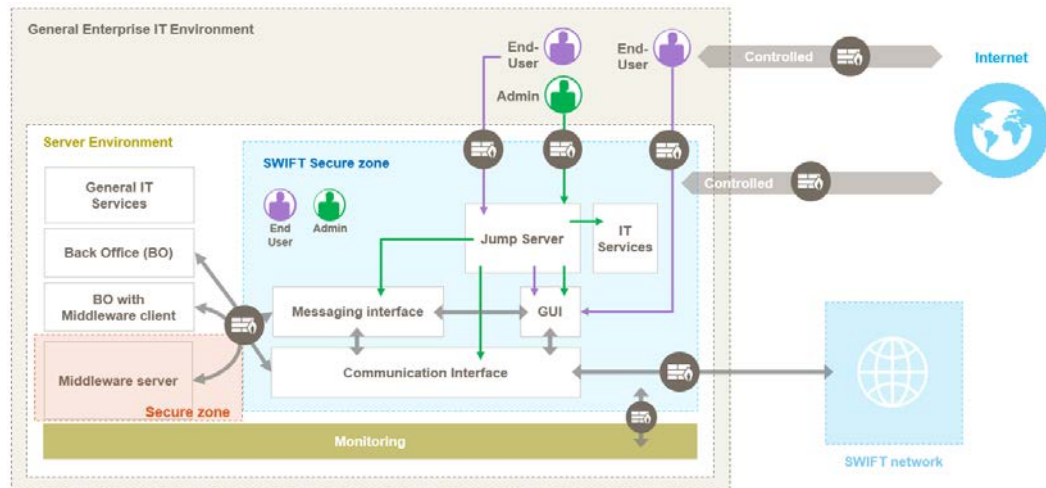 General Enterprise IT Environment
End-
User
End-
User
Controlled
Internet
Admin
Server Environment
SWIFT Secure zone
General IT
Services
Controlled
End
User
Admin
Jump Server
IT
Services
Back Office (BO)
BO with
Middleware client
Messaging interface
GUI
Middleware server
Communication Interface
Secure zone
Monitoring
SWIFT network